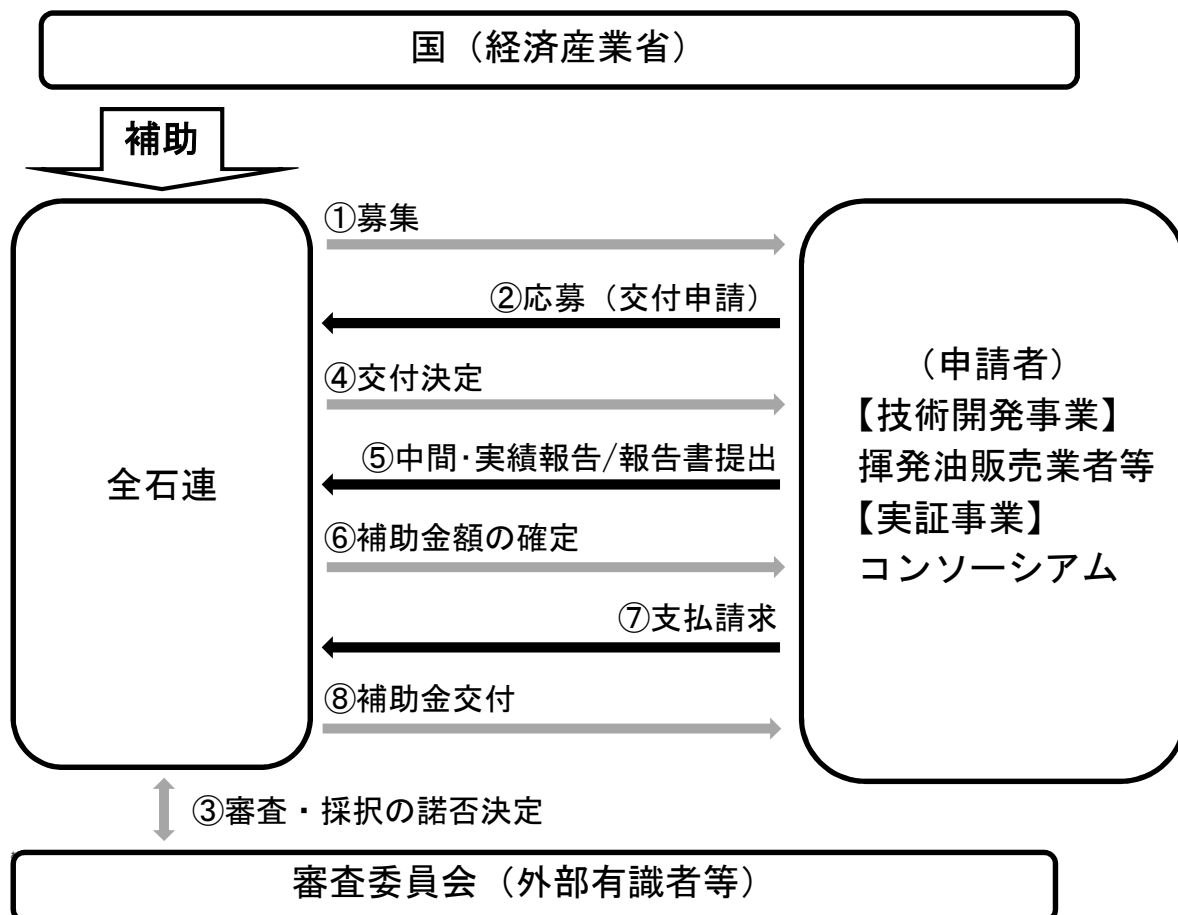 国（経済産業省）
補助
①募集
②応募（交付申請）
④交付決定
⑤中間・実績報告/報告書提出
⑥補助金額の確定
⑦支払請求
⑧補助金交付
全石連
（申請者）
【技術開発事業】
揮発油販売業者等
【実証事業】
コンソーシアム
③審査・採択の諾否決定
審査委員会（外部有識者等）